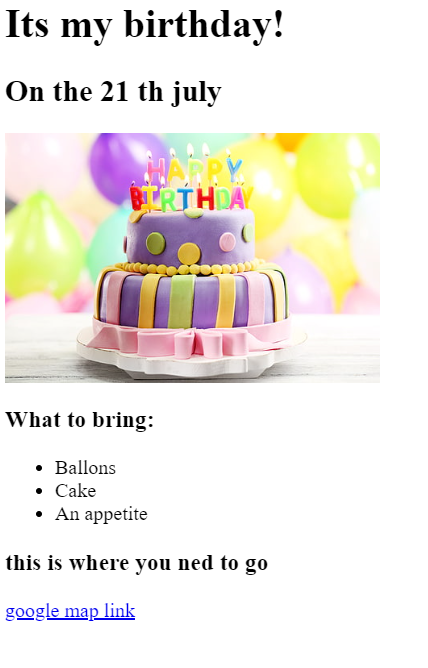 Its my birthday!
On the 21 th july
HAPPY
BIRTHDAY
What to bring:
Ballons
Cake
An appetite
this is where you ned to go
google map link